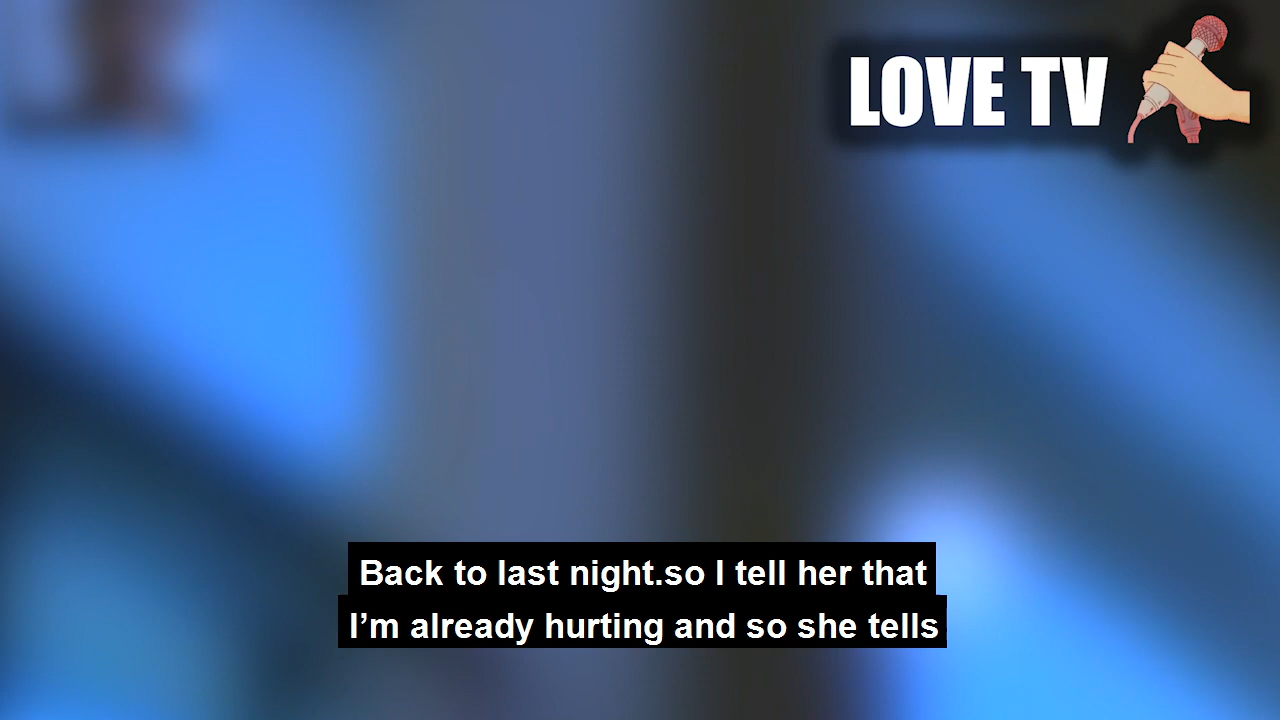 LOVE TV
Back to last night.so I tell her that
I’m already hurting and so she tells